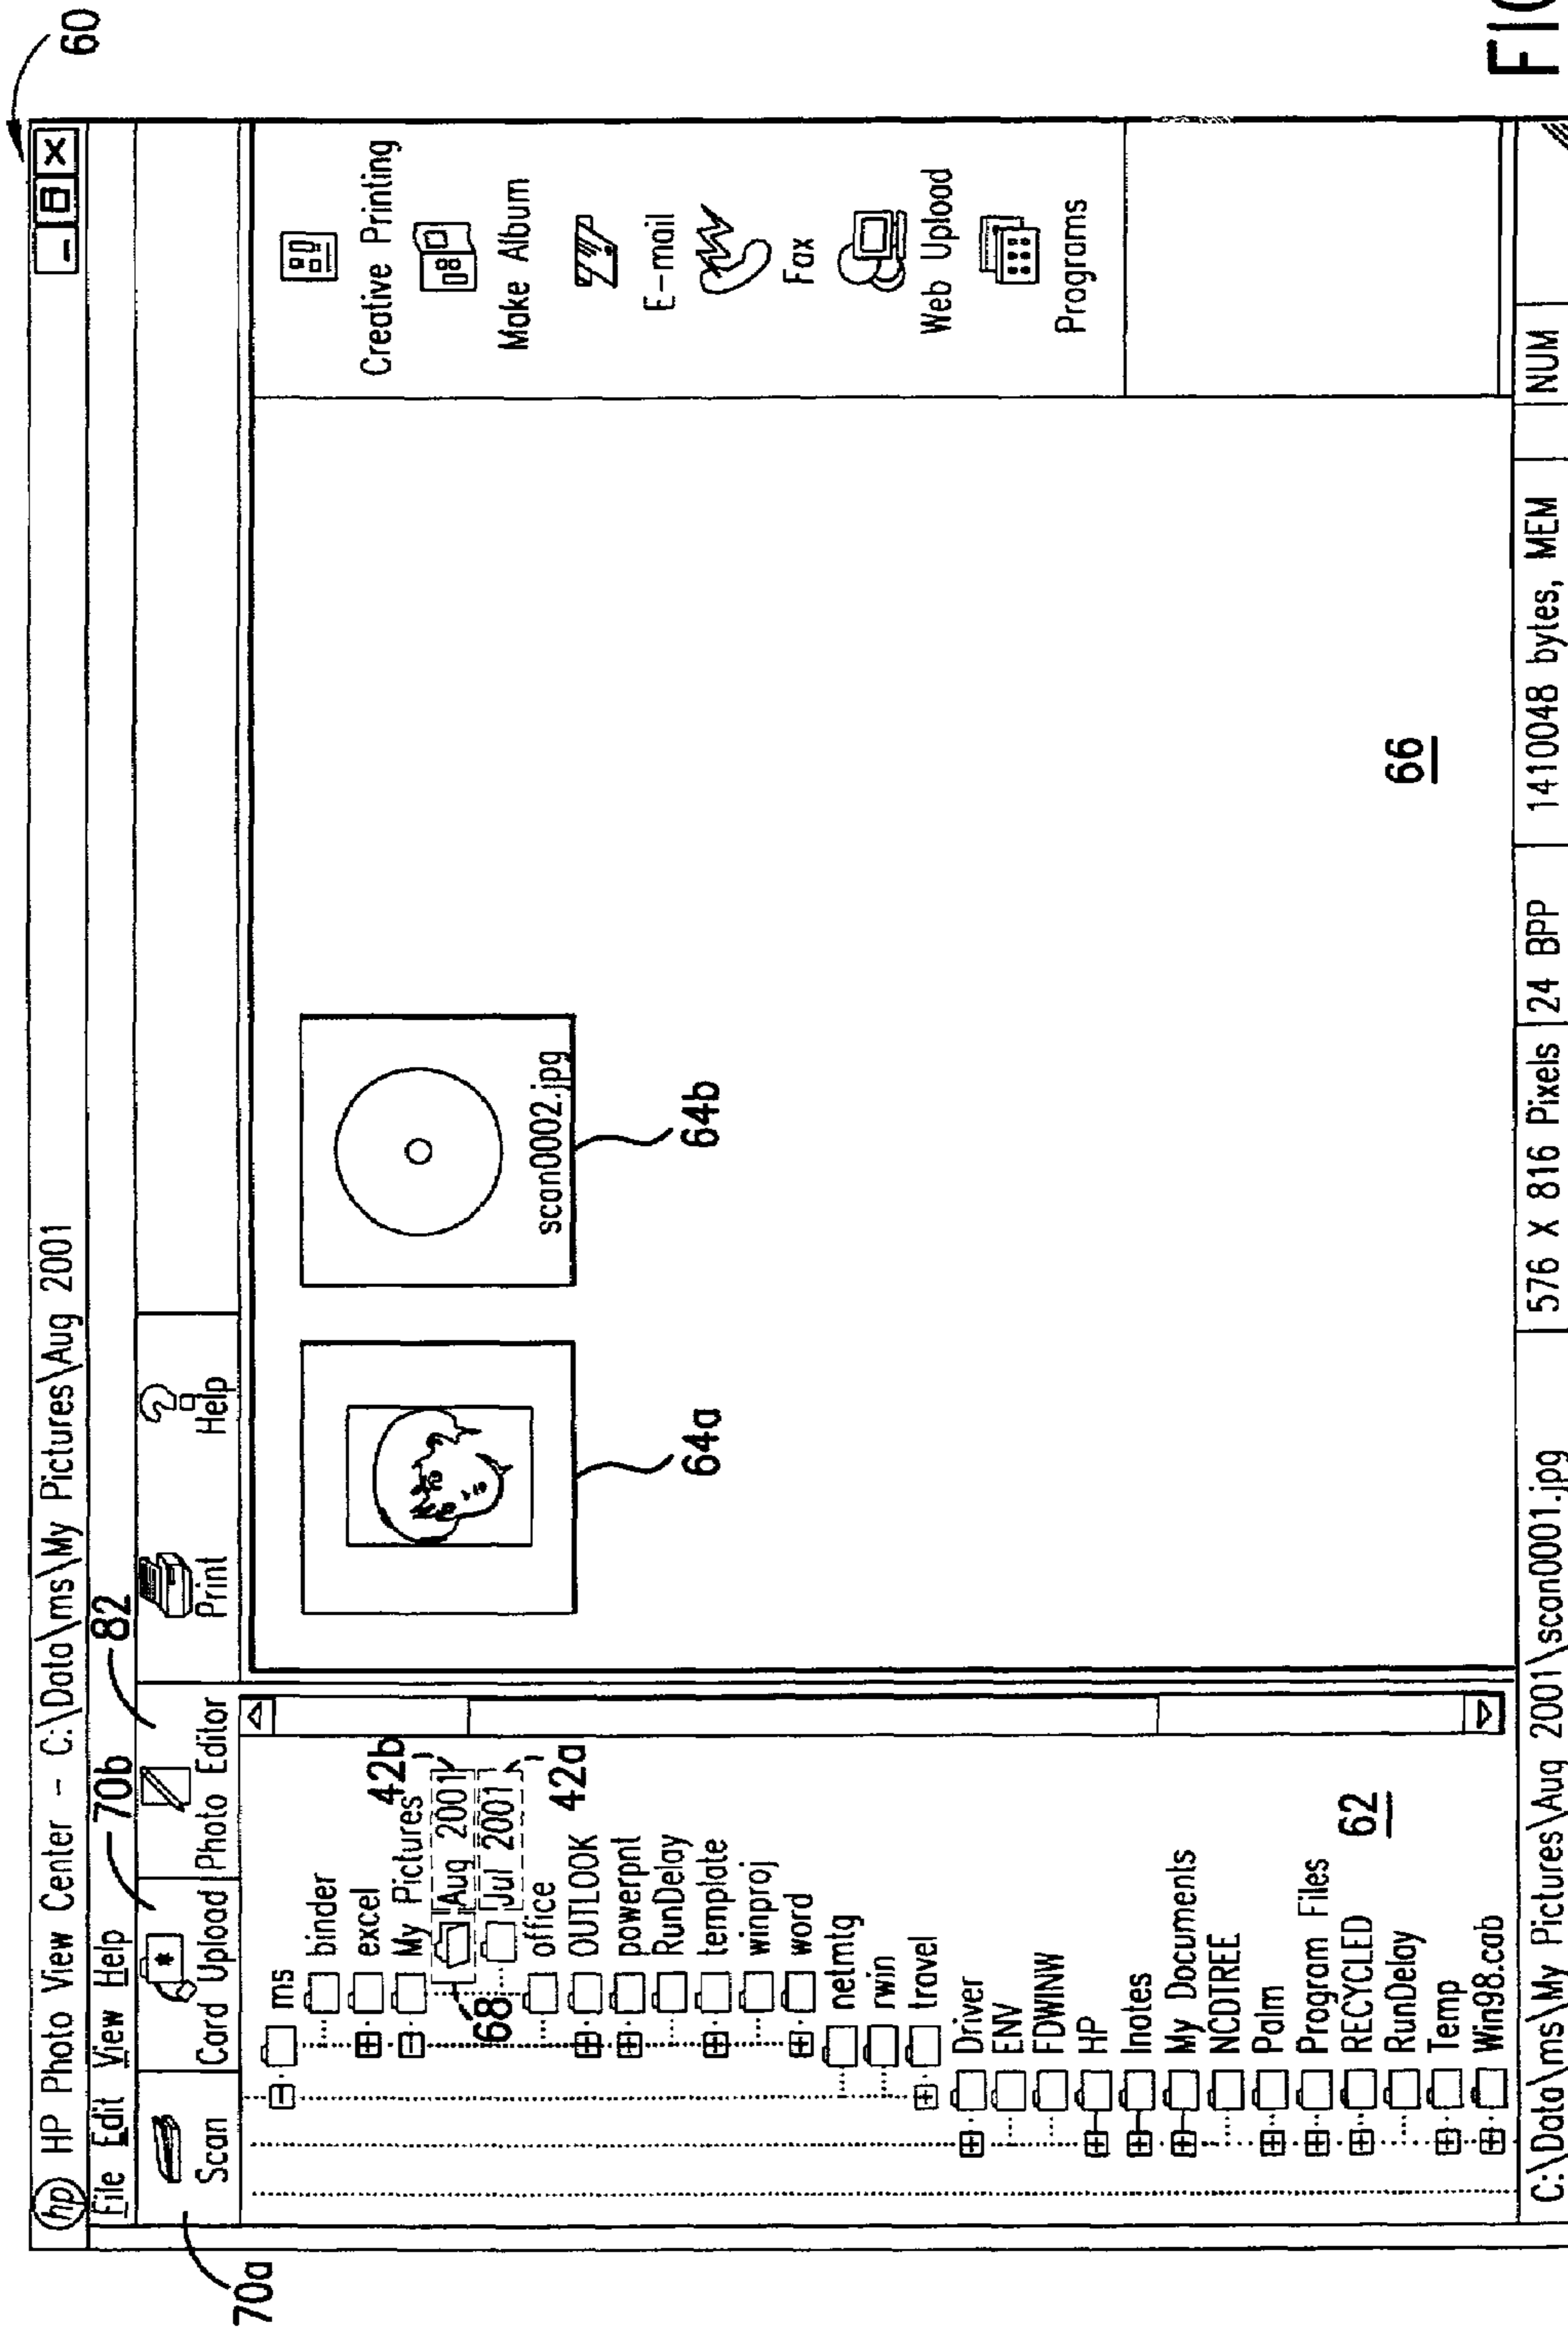 60
hp HP Photo View Center - C:\Data\ms\My Pictures\Aug 2001
File Edit View Help
70b
82
70a
Scan
Card Upload
Photo Editor
Print
Help
ms
binder
excel
My Pictures
42b
68
Aug 2001
Jul 2001
42a
office
OUTLOOK
powerpnt
RunDelay
template
winproj
word
netmtg
rwin
travel
Driver
ENV
FDWINW
HP
Inotes
My Documents
NCDTREE
Palm
Program Files
RECYCLED
RunDelay
Temp
Win98.cab
62
64a
scan0002.jpg
64b
66
Creative Printing
Make Album
E-mail
Fax
Web Upload
Programs
C:\Data\ms\My Pictures\Aug 2001\scan0001.jpg
576 X 816 Pixels
24 BPP
1410048 bytes, MEM
NUM